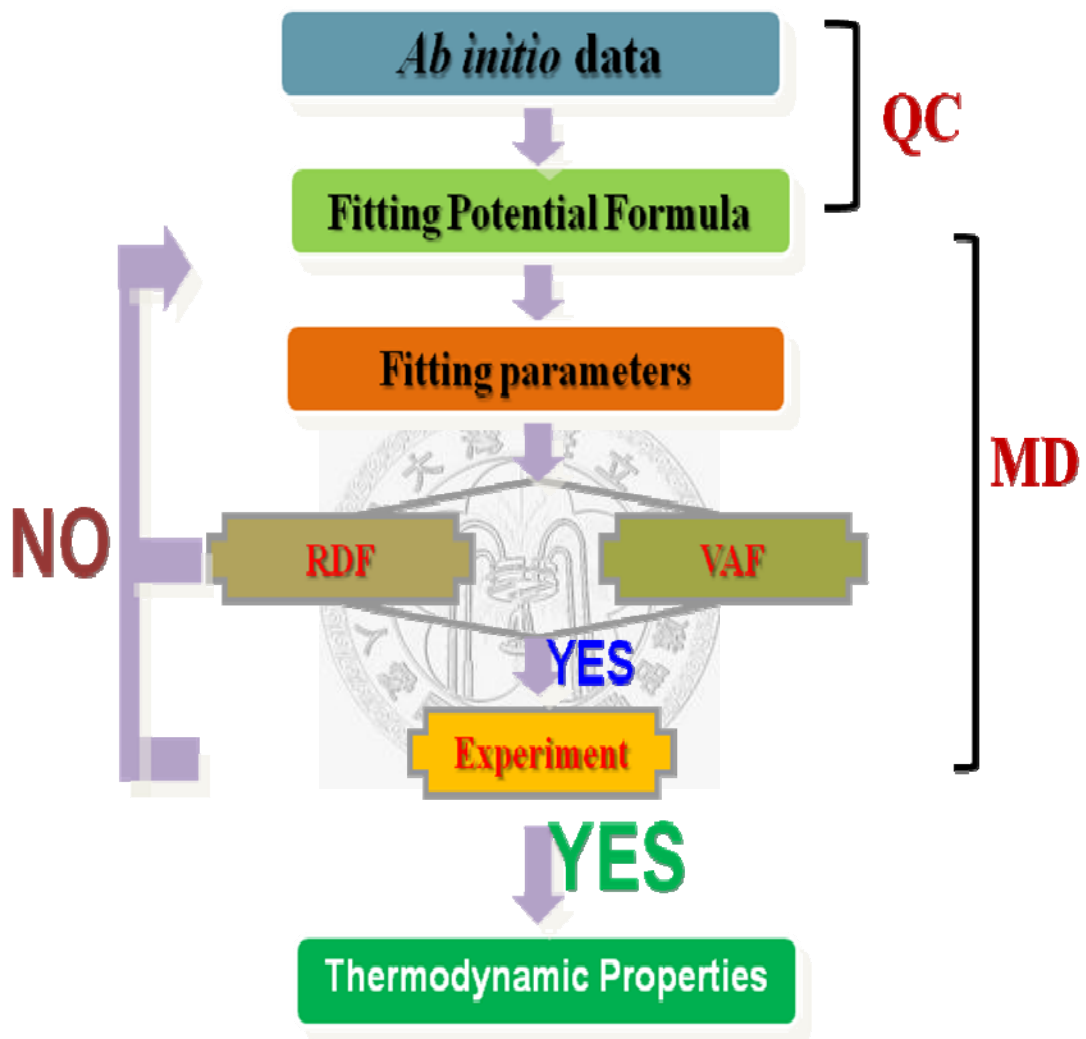 Ab initio data
QC
Fitting Potential Formula
Fitting parameters
MD
NO
RDF
VAF
YES
Experiment
YES
Thermodynamic Properties